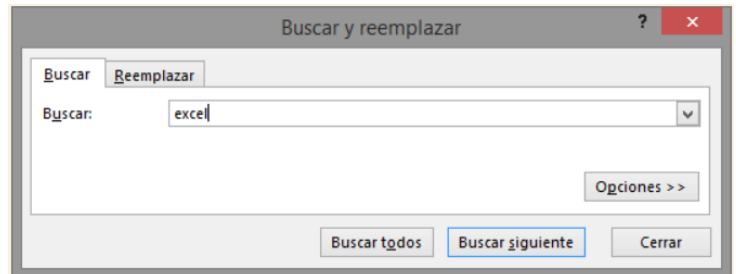 Buscar y reemplazar ? ×
Buscar Reemplazar
Buscar: excel
Opciones >>
Buscar todos Buscar siguiente Cerrar